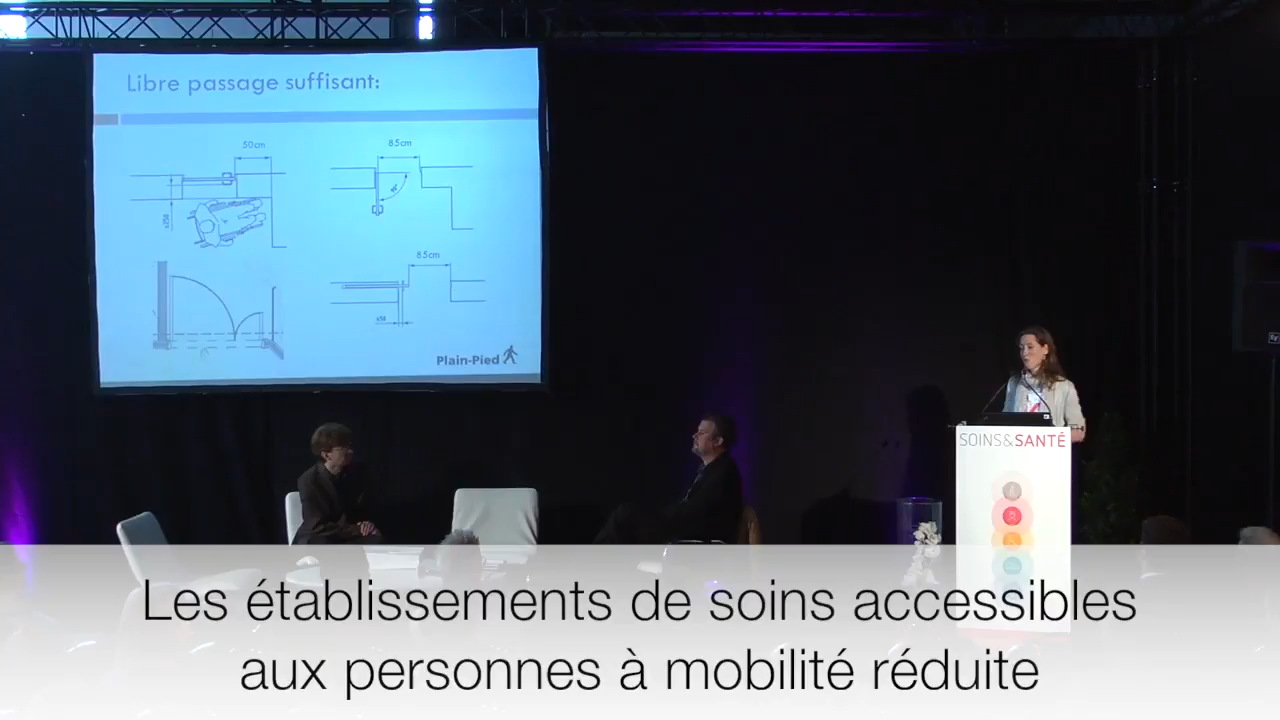 Libre passage suffisant:
50cm
85cm
85cm
Plain-Pied
SOINS&SANTÉ
Les établissements de soins accessibles
aux personnes à mobilité réduite